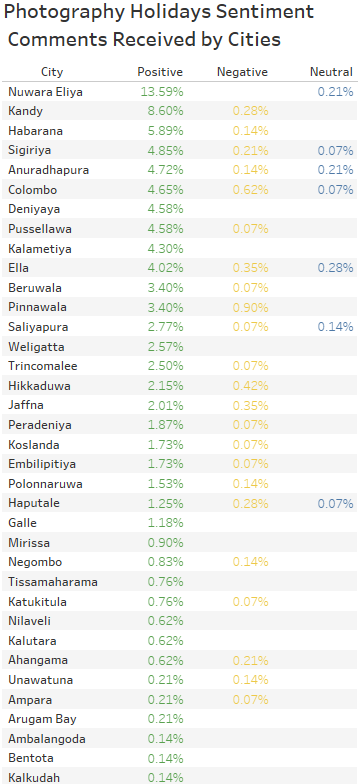 Photography Holidays Sentiment
Comments Received by Cities
City Positive Negative Neutral
Nuwara Eliya 13.59% 0.21%
Kandy 8.60% 0.28%
Habarana 5.89% 0.14%
Sigiriya 4.85% 0.21% 0.07%
Anuradhapura 4.72% 0.14% 0.21%
Colombo 4.65% 0.62% 0.07%
Deniyaya 4.58%
Pussellawa 4.58% 0.07%
Kalametiya 4.30%
Ella 4.02% 0.35% 0.28%
Beruwala 3.40% 0.07%
Pinnawala 3.40% 0.90%
Saliyapura 2.77% 0.07% 0.14%
Weligatta 2.57%
Trincomalee 2.50% 0.07%
Hikkaduwa 2.15% 0.42%
Jaffna 2.01% 0.35%
Peradeniya 1.87% 0.07%
Koslanda 1.73% 0.07%
Embilipitiya 1.73% 0.07%
Polonnaruwa 1.53% 0.14%
Haputale 1.25% 0.28% 0.07%
Galle 1.18%
Mirissa 0.90%
Negombo 0.83% 0.14%
Tissamaharama 0.76%
Katukitula 0.76% 0.07%
Nilaveli 0.62%
Kalutara 0.62%
Ahangama 0.62% 0.21%
Unawatuna 0.21% 0.14%
Ampara 0.21% 0.07%
Arugam Bay 0.21%
Ambalangoda 0.14%
Bentota 0.14%
Kalkudah 0.14%